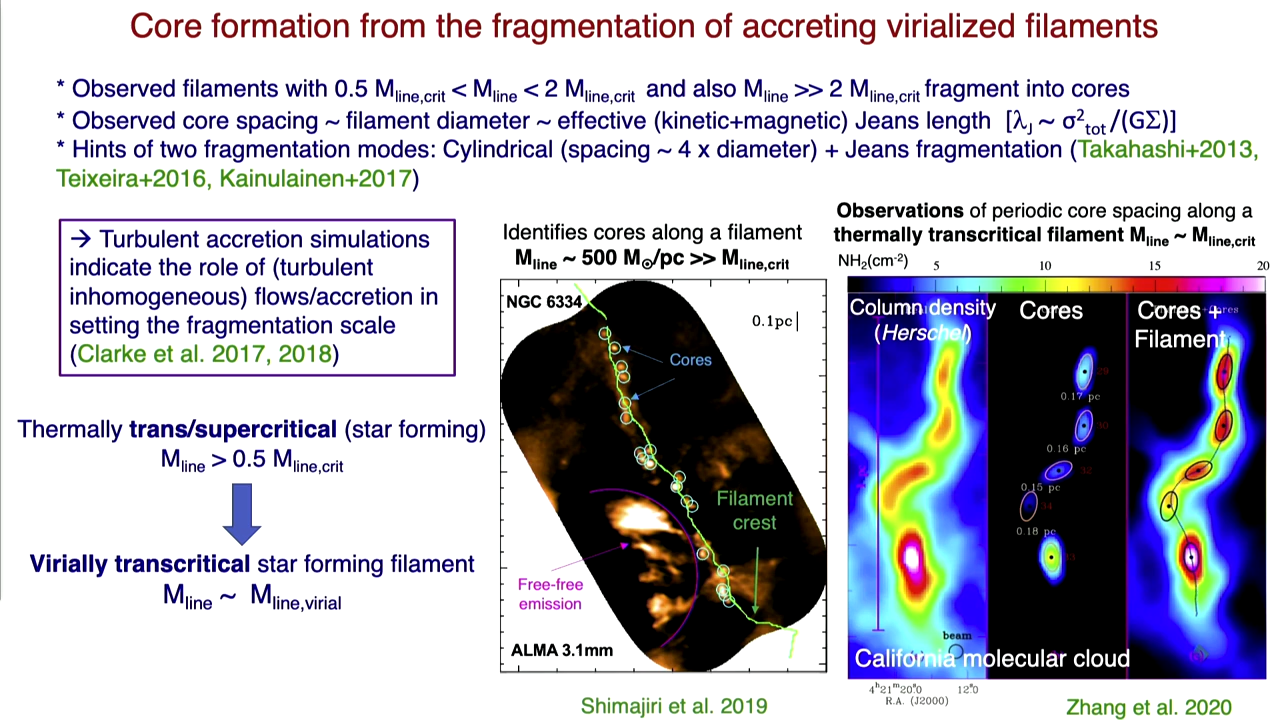 Core formation from the fragmentation of accreting virialized filaments
* Observed filaments with 0.5 Mline,crit < Mline < 2 Mline,crit and also Mline >> 2 Mline,crit fragment into cores
* Observed core spacing ~ filament diameter ~ effective (kinetic+magnetic) Jeans length [λJ ~ σ²tot/(GΣ)]
* Hints of two fragmentation modes: Cylindrical (spacing ~ 4 x diameter) + Jeans fragmentation (Takahashi+2013,
Teixeira+2016, Kainulainen+2017)
→ Turbulent accretion simulations
indicate the role of (turbulent
inhomogeneous) flows/accretion in
setting the fragmentation scale
(Clarke et al. 2017, 2018)
Thermally trans/supercritical (star forming)
Mline > 0.5 Mline,crit
Virially transcritical star forming filament
Mline ~ Mline,virial
Identifies cores along a filament
Mline ~ 500 M⊙/pc >> Mline,crit
NGC 6334
0.1pc
Cores
Filament
crest
Free-free
emission
ALMA 3.1mm
Shimajiri et al. 2019
Observations of periodic core spacing along a
thermally transcritical filament Mline ~ Mline,crit
NH2(cm-2)
5 10 15 20
Column density
(Herschel)
Cores
Cores +
Filament
0.17 pc
0.16 pc
32
0.15 pc
0.18 pc
beam
California molecular cloud
4h21m20s.0 12s.0
R.A. (J2000)
Zhang et al. 2020